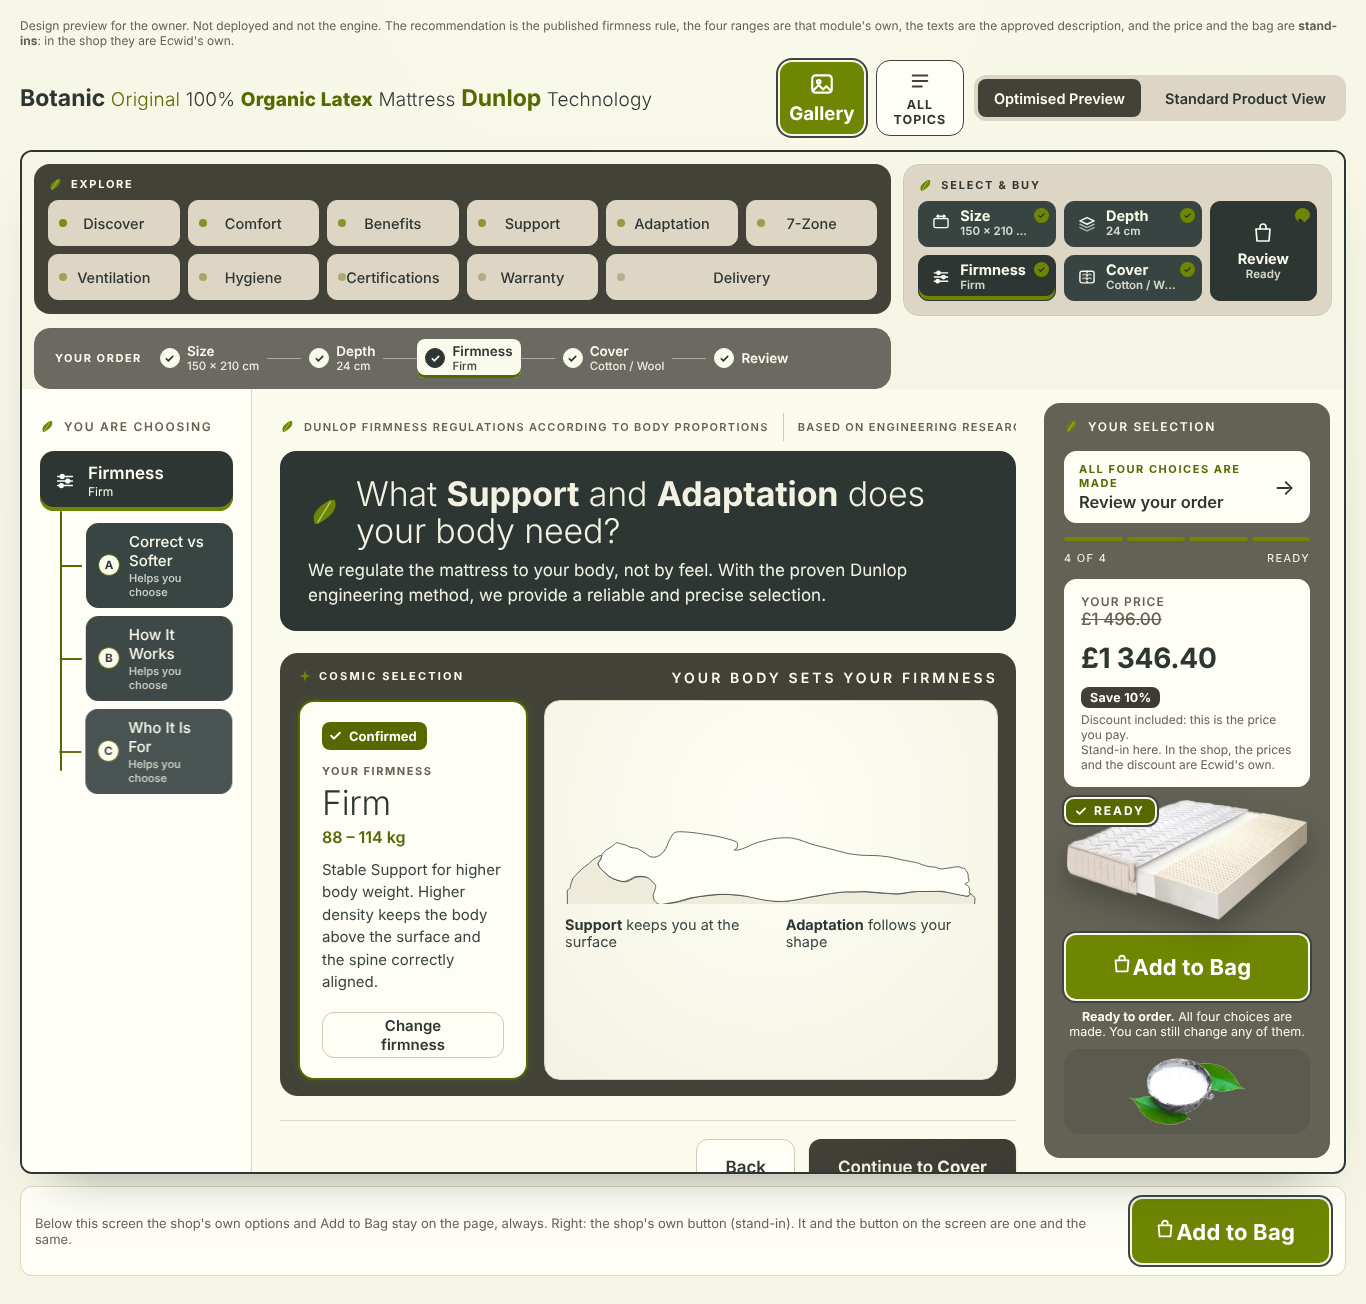 Design preview for the owner. Not deployed and not the engine. The recommendation is the published firmness rule, the four ranges are that module's own, the texts are the approved description, and the price and the bag are stand-
ins: in the shop they are Ecwid's own.
Botanic Original 100% Organic Latex Mattress Dunlop Technology
Gallery
ALL
TOPICS
Optimised Preview
Standard Product View
EXPLORE
Discover
Comfort
Benefits
Support
Adaptation
7-Zone
Ventilation
Hygiene
Certifications
Warranty
Delivery
SELECT & BUY
Size
150 × 210 ...
Depth
24 cm
Firmness
Firm
Cover
Cotton / W...
Review
Ready
YOUR ORDER
Size
150 × 210 cm
Depth
24 cm
Firmness
Firm
Cover
Cotton / Wool
Review
YOU ARE CHOOSING
Firmness
Firm
A
Correct vs
Softer
Helps you
choose
B
How It
Works
Helps you
choose
C
Who It Is
For
Helps you
choose
DUNLOP FIRMNESS REGULATIONS ACCORDING TO BODY PROPORTIONS
BASED ON ENGINEERING RESEARC
What Support and Adaptation does
your body need?
We regulate the mattress to your body, not by feel. With the proven Dunlop
engineering method, we provide a reliable and precise selection.
COSMIC SELECTION
YOUR BODY SETS YOUR FIRMNESS
Confirmed
YOUR FIRMNESS
Firm
88 – 114 kg
Stable Support for higher
body weight. Higher
density keeps the body
above the surface and
the spine correctly
aligned.
Change
firmness
Support keeps you at the
surface
Adaptation follows your
shape
Back
Continue to Cover
YOUR SELECTION
ALL FOUR CHOICES ARE
MADE
Review your order
4 OF 4
READY
YOUR PRICE
£1 496.00
£1 346.40
Save 10%
Discount included: this is the price
you pay.
Stand-in here. In the shop, the prices
and the discount are Ecwid's own.
READY
Add to Bag
Ready to order. All four choices are
made. You can still change any of them.
Below this screen the shop's own options and Add to Bag stay on the page, always. Right: the shop's own button (stand-in). It and the button on the screen are one and the
same.
Add to Bag